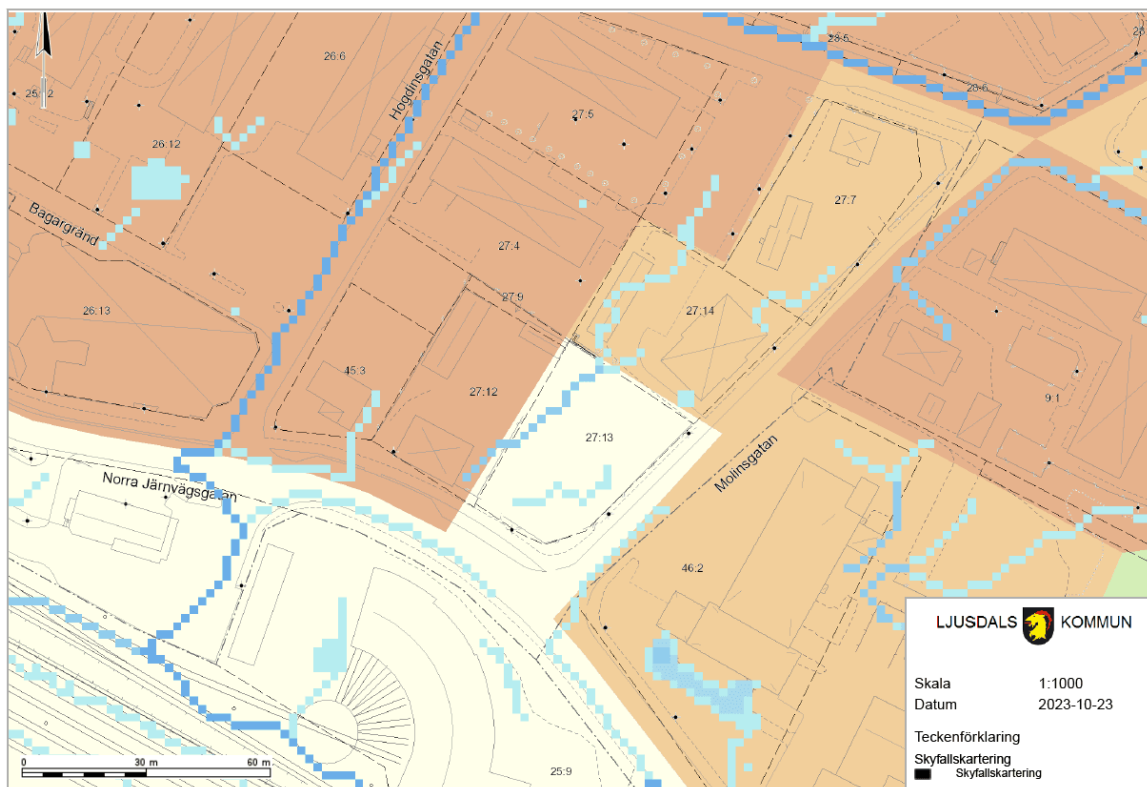 28:5
28
26:6
Hogdinsgatan
25:12
27:5
28:6
26:12
27:7
Bagargränd
27:4
27:9
26:13
27:14
45:3
27:12
9:1
27:13
Molinsgatan
Norra Järnvägsgatan
46:2
25:9
0 30 m 60 m
LJUSDALS KOMMUN
Skala 1:1000
Datum 2023-10-23
Teckenförklaring
Skyfallskartering
Skyfallskartering